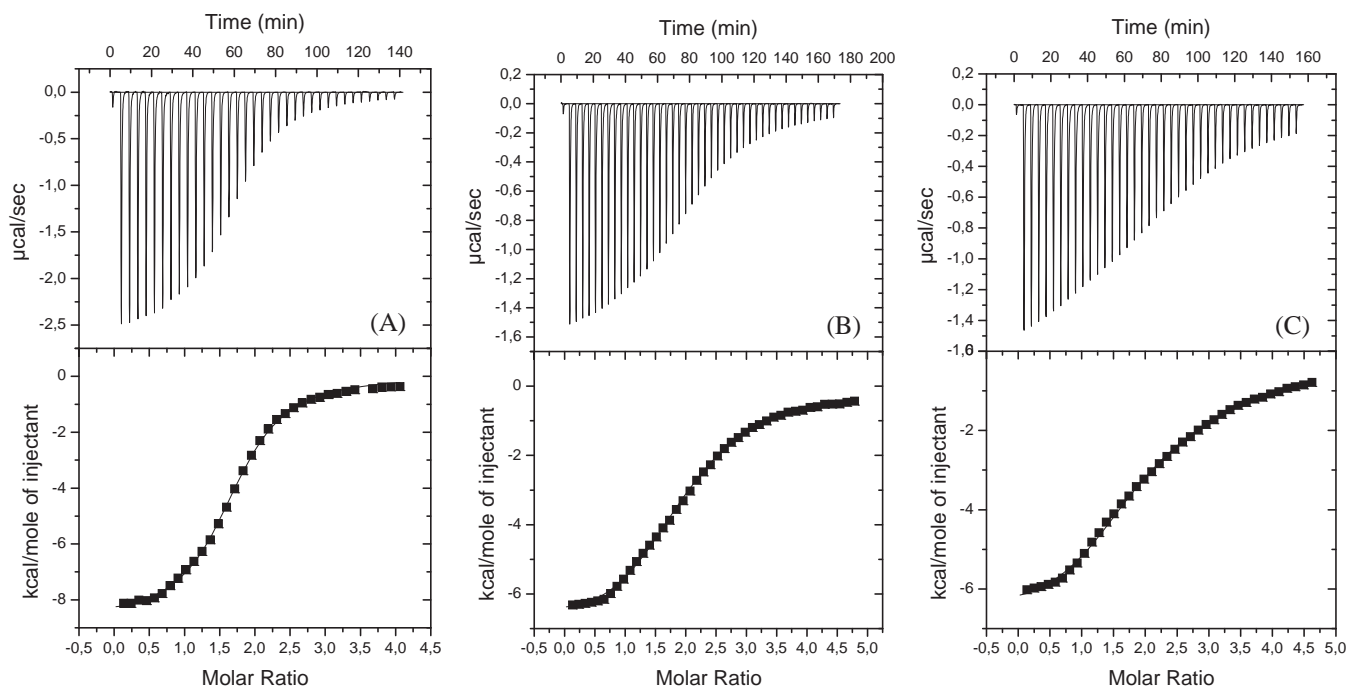 Time (min)
0 20 40 60 80 100 120 140
0,0
-0,5
-1,0
-1,5
-2,0
-2,5
µcal/sec
(A)
0
-2
-4
-6
-8
kcal/mole of injectant
-0,5 0,0 0,5 1,0 1,5 2,0 2,5 3,0 3,5 4,0 4,5
Molar Ratio
Time (min)
0 20 40 60 80 100 120 140 160 180 200
0,2
0,0
-0,2
-0,4
-0,6
-0,8
-1,0
-1,2
-1,4
-1,6
µcal/sec
(B)
0
-2
-4
-6
kcal/mole of injectant
-0,5 0,0 0,5 1,0 1,5 2,0 2,5 3,0 3,5 4,0 4,5 5,0
Molar Ratio
Time (min)
0 20 40 60 80 100 120 140 160
0,2
0,0
-0,2
-0,4
-0,6
-0,8
-1,0
-1,2
-1,4
µcal/sec
(C)
-2
-4
-6
kcal/mole of injectant
-0,5 0,0 0,5 1,0 1,5 2,0 2,5 3,0 3,5 4,0 4,5 5,0
Molar Ratio